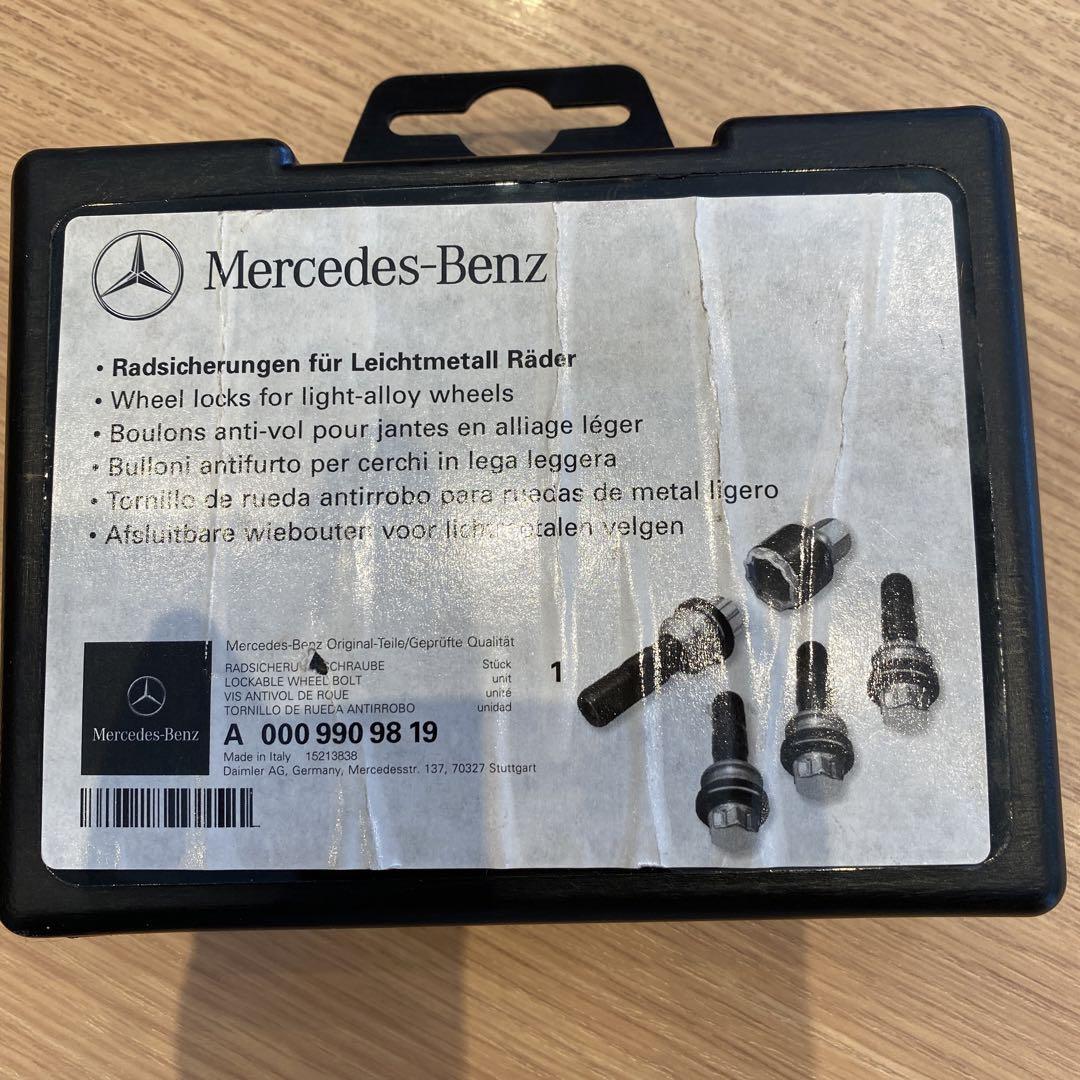 Mercedes-Benz
• Radsicherungen für Leichtmetall Räder
• Wheel locks for light-alloy wheels
• Boulons anti-vol pour jantes en alliage léger
• Bulloni antifurto per cerchi in lega leggera
• Tornillo de rueda antirrobo para ruedas de metal ligero
• Afsluitbare wiebouten voor velgen
Mercedes-Benz Original-Teile/Geprüfte Qualität
Stück
LOCKABLE WHEEL BOLT unit 1
VIS ANTIVOL DE ROUE unité
TORNILLO DE RUEDA ANTIRROBO unidad
A 000 990 98 19
Made in Italy 15213838
Daimler AG, Germany, Mercedesstr. 137, 70327 Stuttgart
Mercedes-Benz